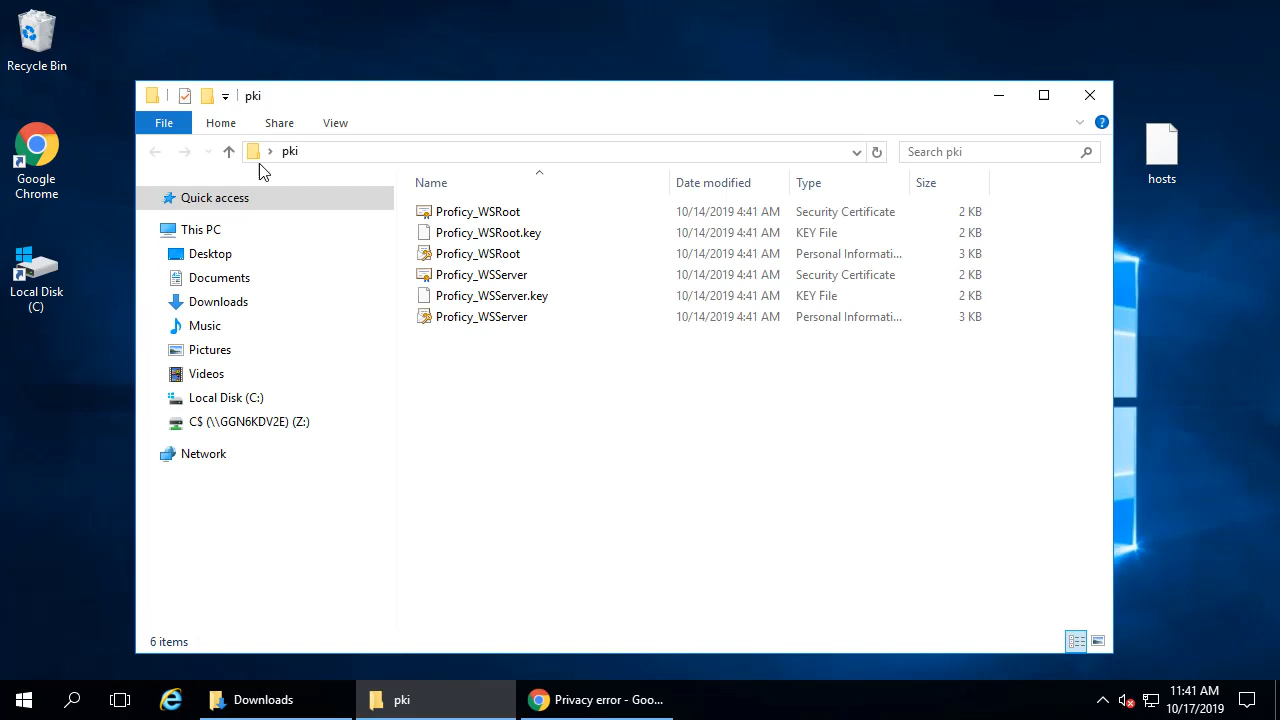 Recycle Bin
Google
Chrome
Local Disk
(C)
hosts
pki
File
Home
Share
View
pki
Search pki
Quick access
This PC
Desktop
Documents
Downloads
Music
Pictures
Videos
Local Disk (C:)
C$ (\\GGN6KDV2E) (Z:)
Network
Name Date modified Type Size
Proficy_WSRoot 10/14/2019 4:41 AM Security Certificate 2 KB
Proficy_WSRoot.key 10/14/2019 4:41 AM KEY File 2 KB
Proficy_WSRoot 10/14/2019 4:41 AM Personal Informati... 3 KB
Proficy_WSServer 10/14/2019 4:41 AM Security Certificate 2 KB
Proficy_WSServer.key 10/14/2019 4:41 AM KEY File 2 KB
Proficy_WSServer 10/14/2019 4:41 AM Personal Informati... 3 KB
6 items
Downloads
pki
Privacy error - Goo...
11:41 AM
10/17/2019